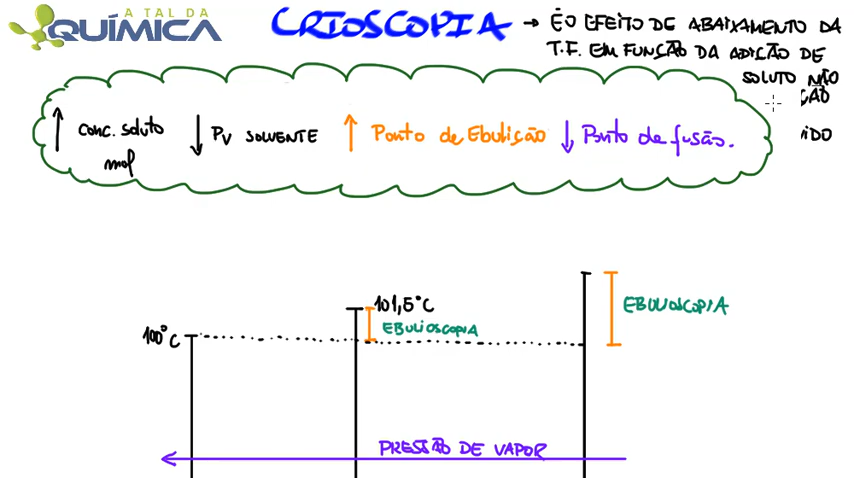 A TAL DA
QUÍMICA
CRIOSCOPIA → É O EFEITO DE ABAIXAMENTO DA
T.F. EM FUNÇÃO DA ADIÇÃO DE
SOLUTO NÃO
↑ Conc. soluto ↓ PV SOLVENTE ↑ Ponto de Ebulição ↓ Ponto de fusão.
mol
101,5°C
EBULIOSCOPIA
EBULIOSCOPIA
100°C
PRESSÃO DE VAPOR